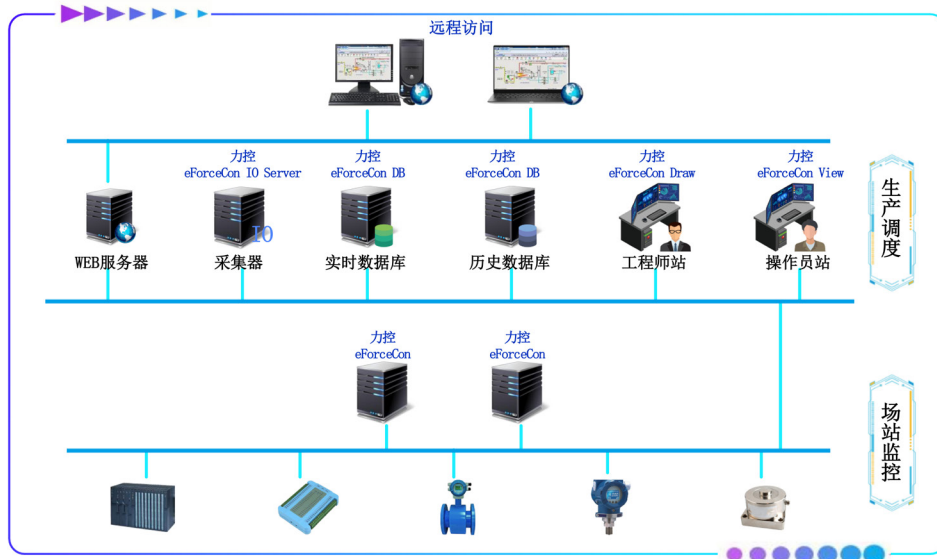 远程访问
力控
eForceCon IO Server
力控
eForceCon DB
力控
eForceCon DB
力控
eForceCon Draw
力控
eForceCon View
IO
WEB服务器
采集器
实时数据库
历史数据库
工程师站
操作员站
生产调度
力控
eForceCon
力控
eForceCon
场站监控